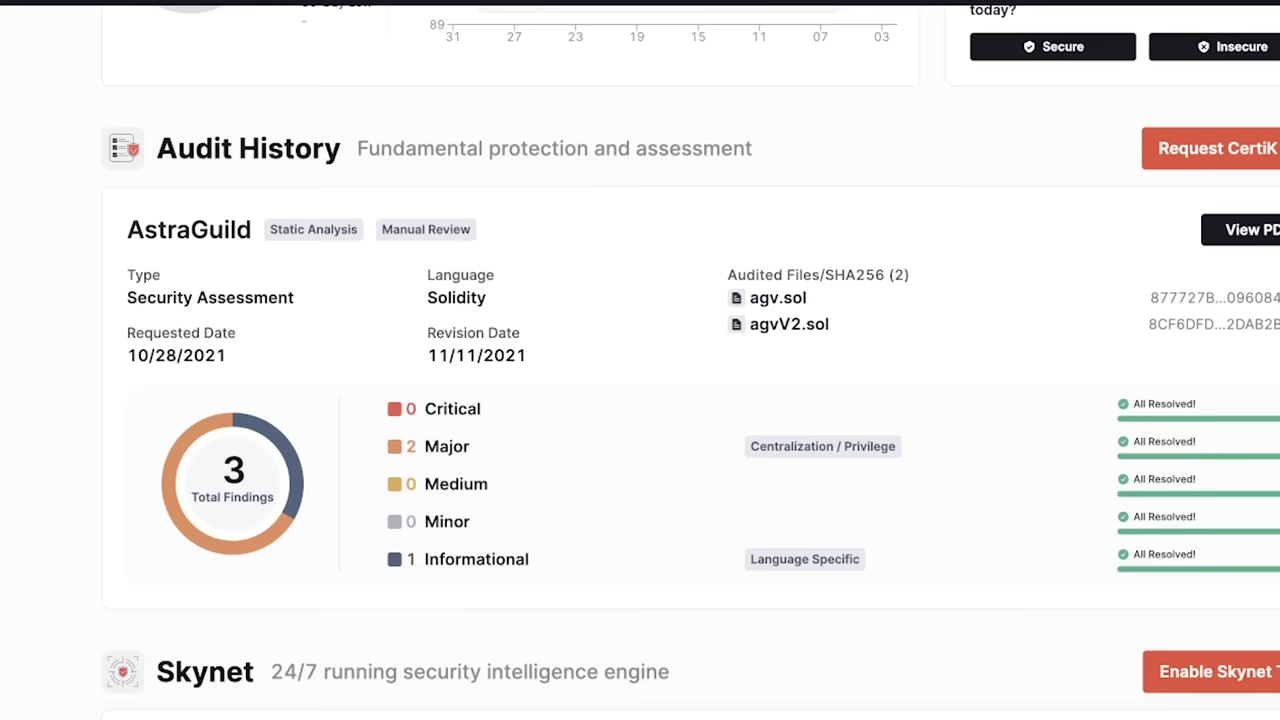 today?
89
31 27 23 19 15 11 07 03
Secure
Insecure
Audit History
Fundamental protection and assessment
Request CertiK
AstraGuild
Static Analysis
Manual Review
View PD
Type
Security Assessment
Language
Solidity
Audited Files/SHA256 (2)
agv.sol
877727B...096084
agvV2.sol
8CF6DFD...2DAB2B
Requested Date
10/28/2021
Revision Date
11/11/2021
3
Total Findings
0 Critical
All Resolved!
2 Major
Centralization / Privilege
All Resolved!
0 Medium
All Resolved!
0 Minor
All Resolved!
1 Informational
Language Specific
All Resolved!
Skynet
24/7 running security intelligence engine
Enable Skynet